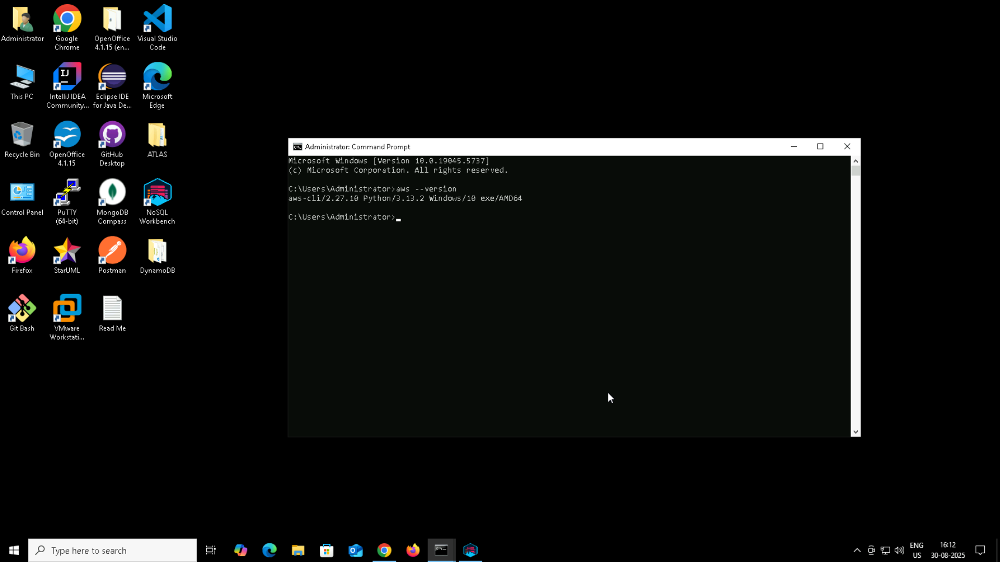 Administrator
Google
Chrome
OpenOffice
4.1.15 (en...
Visual Studio
Code
This PC
IntelliJ IDEA
Community...
Eclipse IDE
for Java De...
Microsoft
Edge
Recycle Bin
OpenOffice
4.1.15
GitHub
Desktop
ATLAS
Control Panel
PuTTY
(64-bit)
MongoDB
Compass
NoSQL
Workbench
Firefox
StarUML
Postman
DynamoDB
Git Bash
VMware
Workstati...
Read Me
Administrator: Command Prompt
Microsoft Windows [Version 10.0.19045.5737]
(c) Microsoft Corporation. All rights reserved.
C:\Users\Administrator>aws --version
aws-cli/2.27.10 Python/3.13.2 Windows/10 exe/AMD64
C:\Users\Administrator>
Type here to search
ENG
US
16:12
30-08-2025